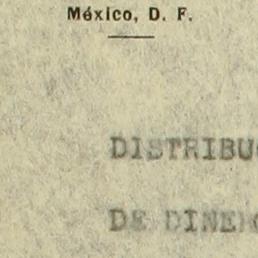 México, D. F.
DISTRIBU
DE DINE